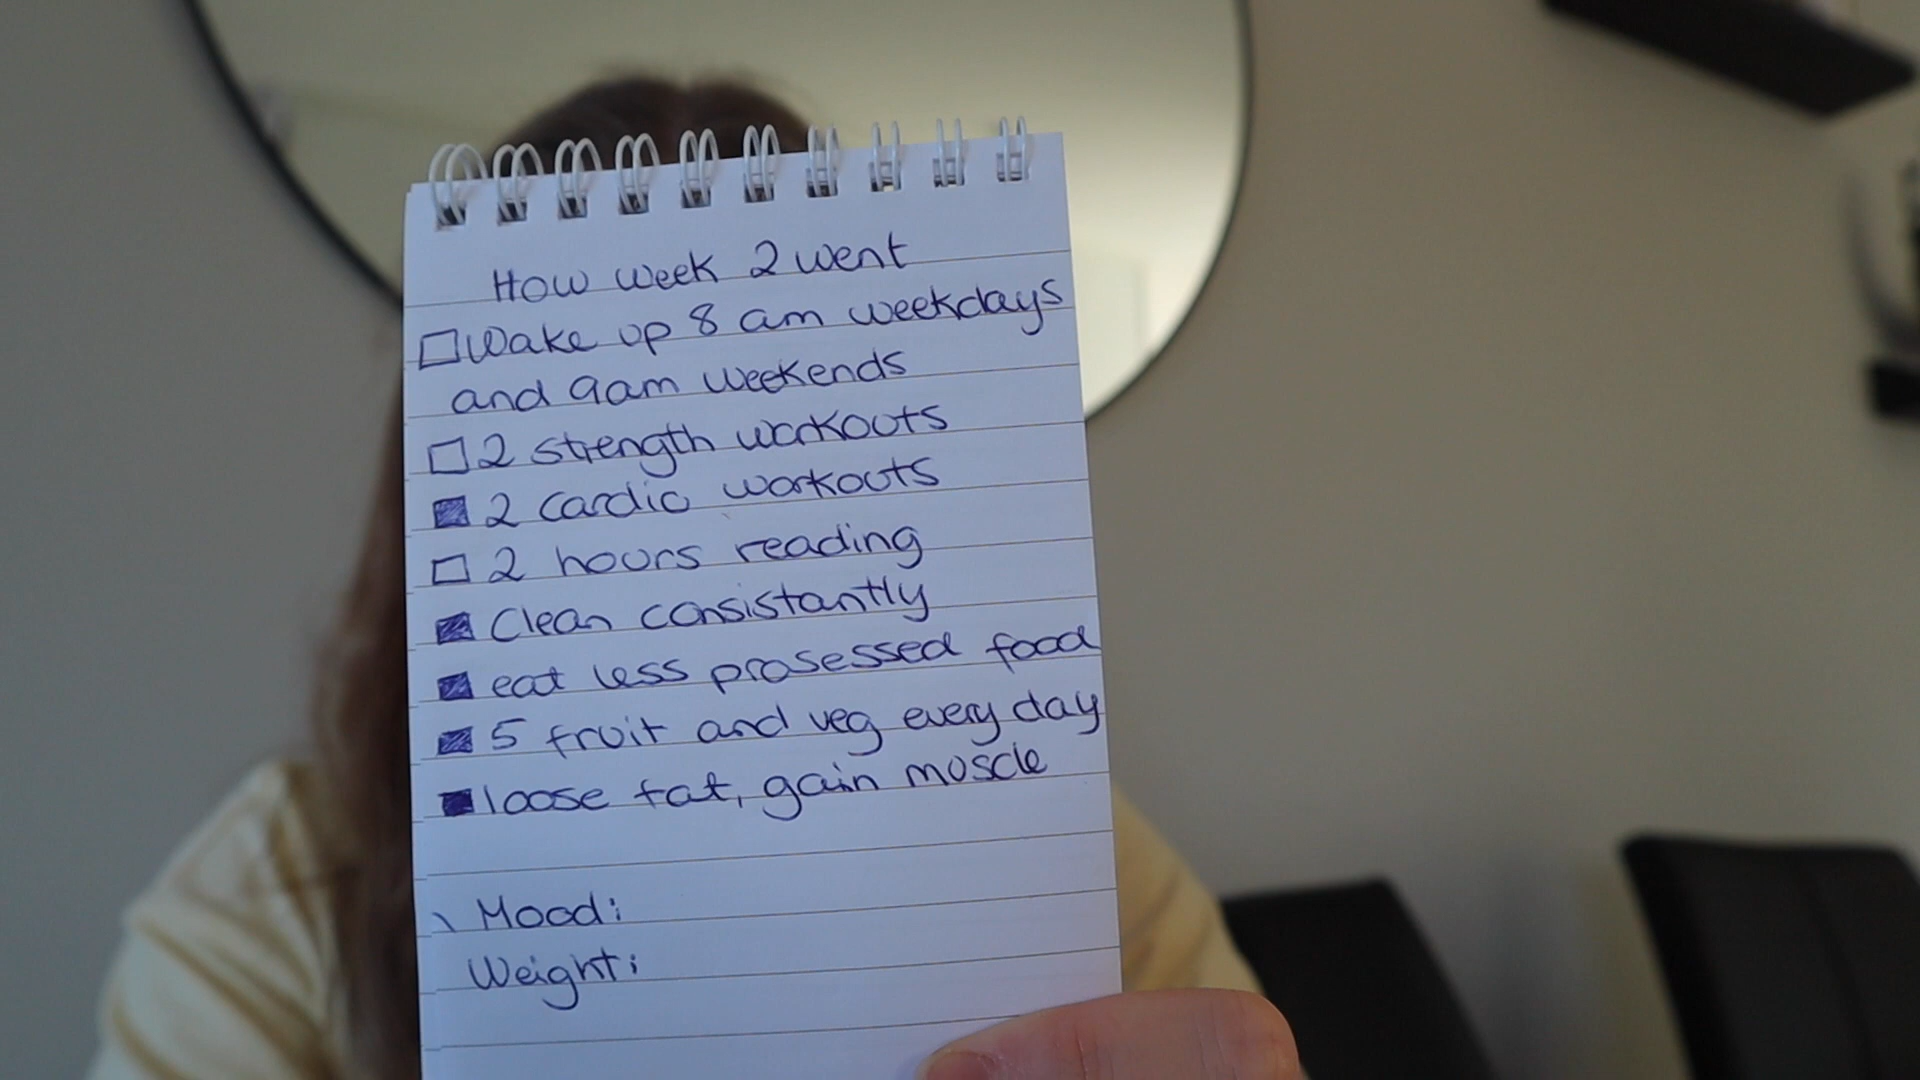 How week 2 went
Wake up 8 am weekdays
and 9am weekends
2 strength workouts
2 cardio workouts
2 hours reading
Clean consistantly
eat less prosessed food
5 fruit and veg every day
loose fat, gain muscle
Mood:
Weight: